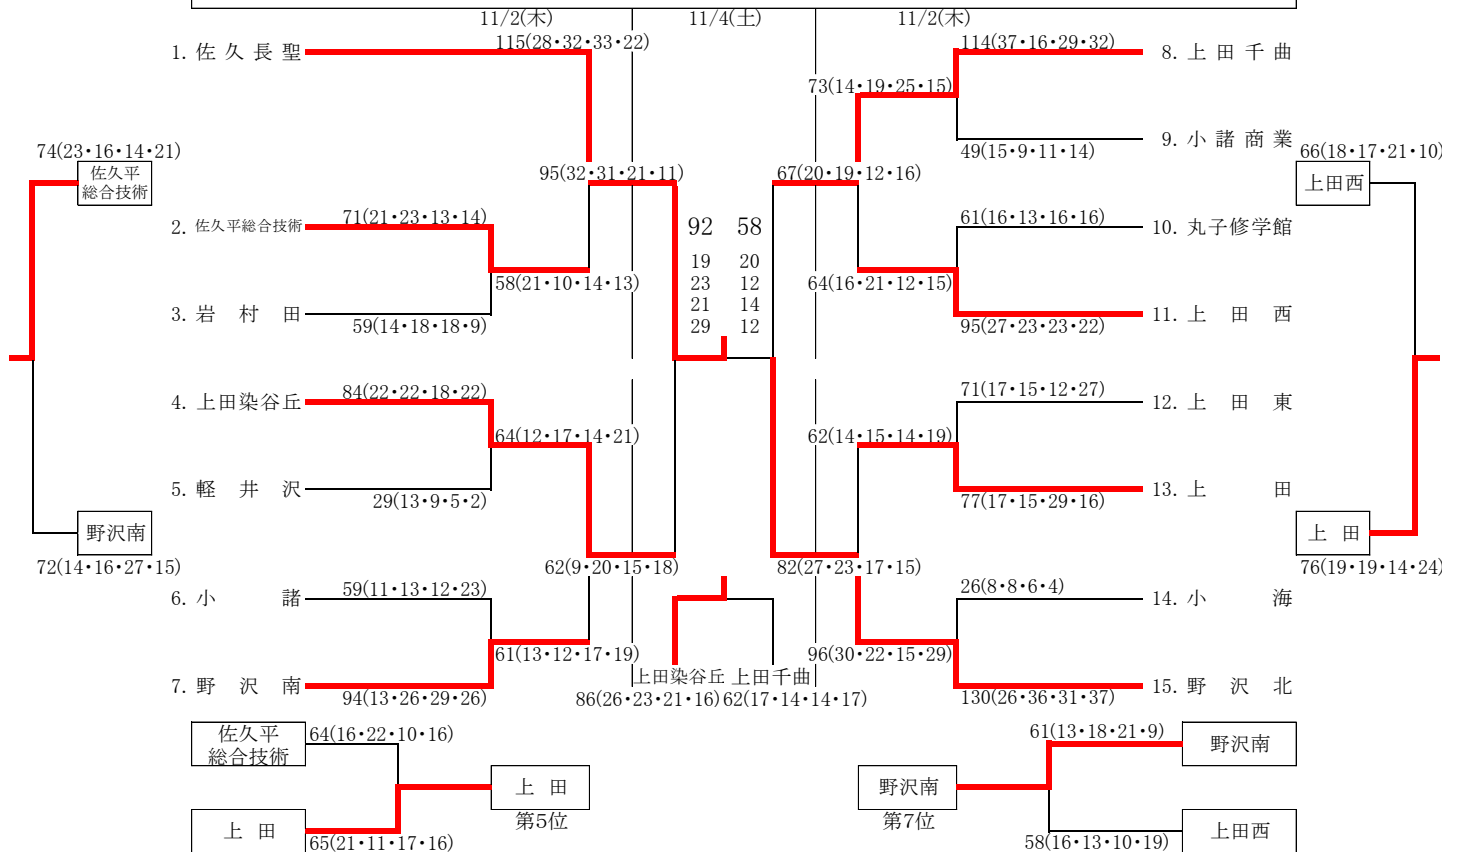 11/2(木) 11/4(土) 11/2(木)
115(28・32・33・22) 114(37・16・29・32)
1. 佐久長聖 8. 上田千曲
73(14・19・25・15)
9. 小諸商業
74(23・16・14・21) 49(15・9・11・14) 66(18・17・21・10)
佐久平
総合技術
95(32・31・21・11) 67(20・19・12・16)
上田西
71(21・23・13・14) 61(16・13・16・16)
2. 佐久平総合技術 92 58 10. 丸子修学館
19 20
58(21・10・14・13) 23 12 64(16・21・12・15)
21 14
3. 岩村田 11. 上田西
59(14・18・18・9) 29 12 95(27・23・23・22)
84(22・22・18・22) 71(17・15・12・27)
4. 上田染谷丘 12. 上田東
64(12・17・14・21) 62(14・15・14・19)
5. 軽井沢 13. 上田
29(13・9・5・2) 77(17・15・29・16)
野沢南 上田
72(14・16・27・15) 62(9・20・15・18) 82(27・23・17・15) 76(19・19・14・24)
59(11・13・12・23) 26(8・8・6・4)
6. 小諸 14. 小海
61(13・12・17・19) 96(30・22・15・29)
上田染谷丘 上田千曲
7. 野沢南 15. 野沢北
94(13・26・29・26) 86(26・23・21・16) 62(17・14・14・17) 130(26・36・31・37)
佐久平
総合技術
64(16・22・10・16) 61(13・18・21・9)
野沢南
上田 野沢南
第5位 第7位
上田 上田西
65(21・11・17・16) 58(16・13・10・19)